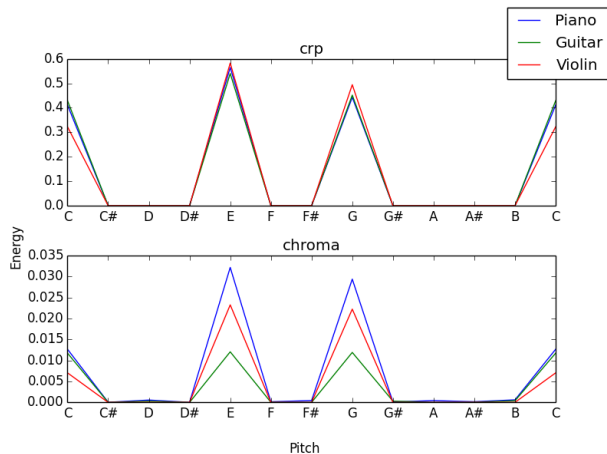 Piano
Guitar
Violin
crp
0.6
0.5
0.4
0.3
0.2
0.1
0.0
C C# D D# E F F# G G# A A# B C
Energy
chroma
0.035
0.030
0.025
0.020
0.015
0.010
0.005
0.000
C C# D D# E F F# G G# A A# B C
Pitch